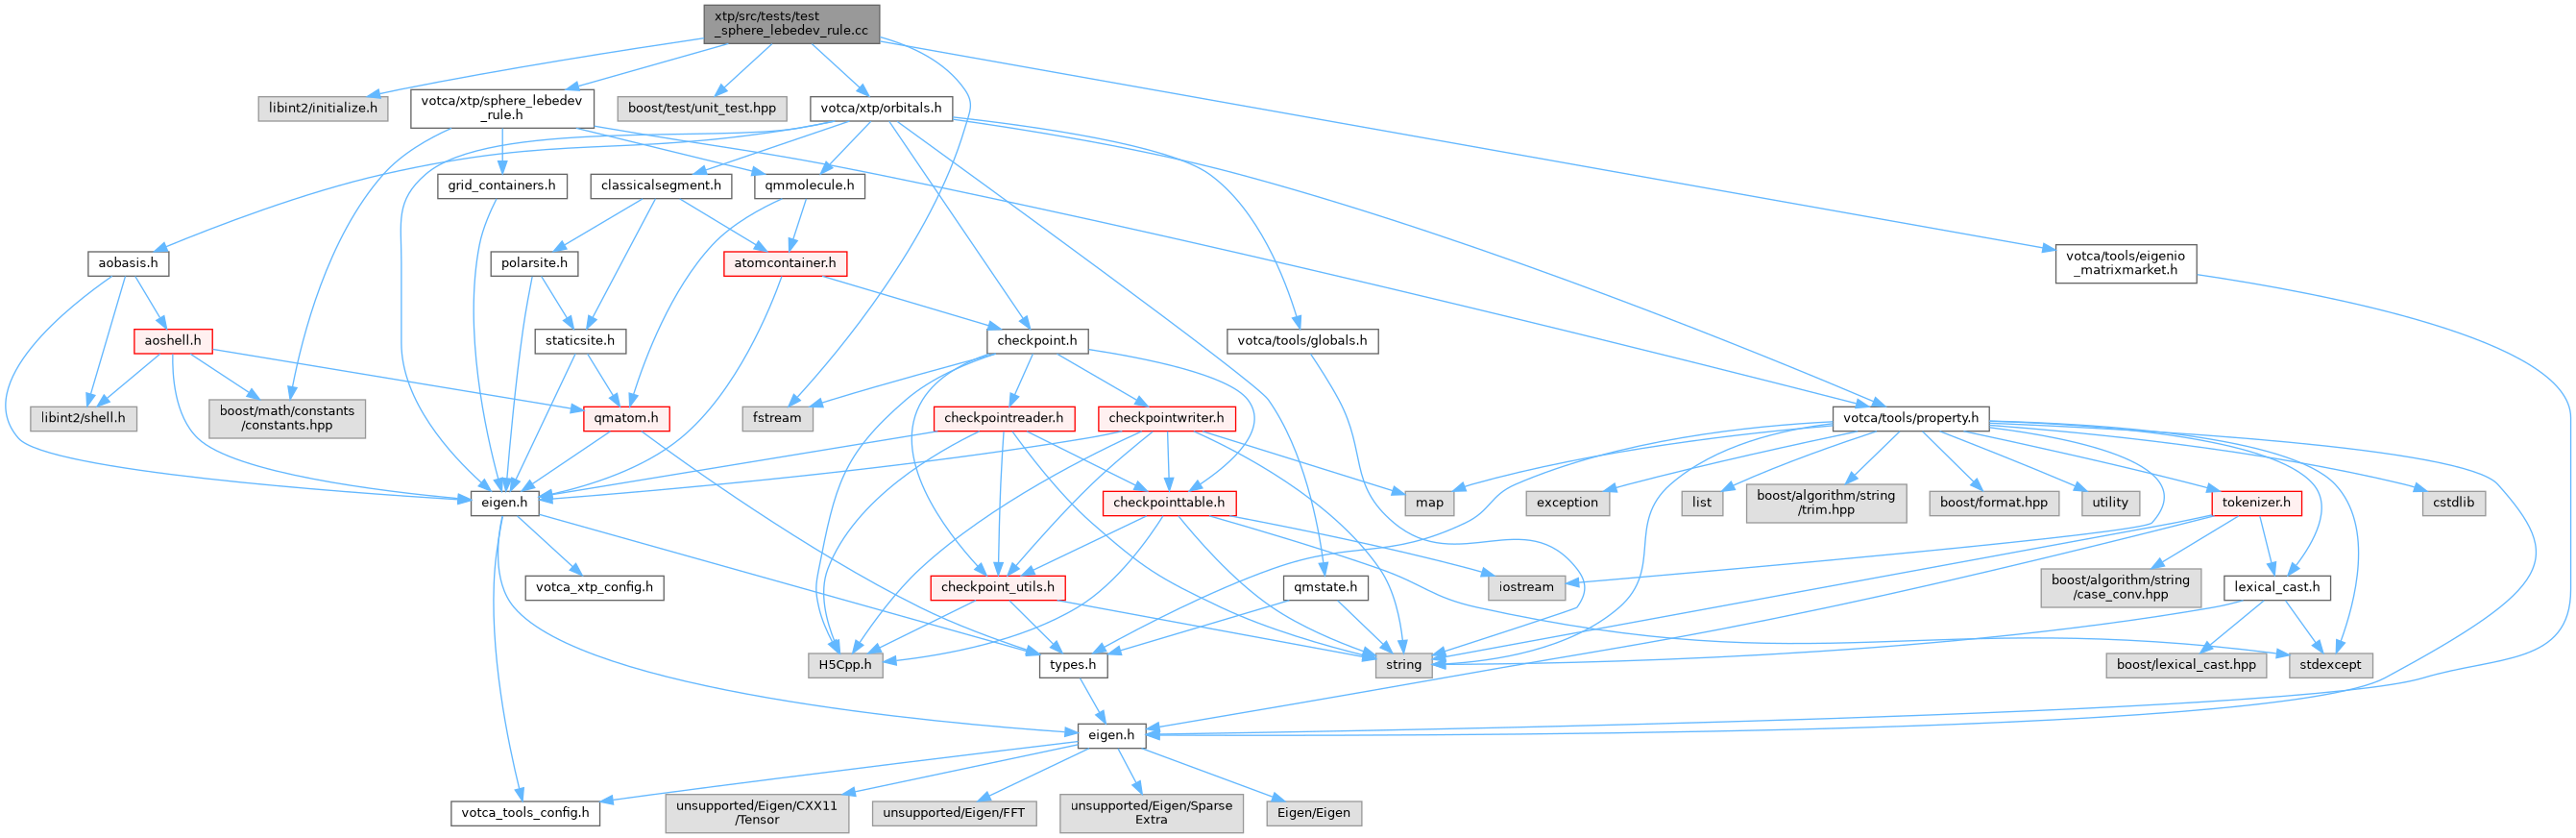 xtp/src/tests/test
_sphere_lebedev_rule.cc
libint2/initialize.h
votca/xtp/sphere_lebedev
_rule.h
boost/test/unit_test.hpp
votca/xtp/orbitals.h
grid_containers.h
classicalsegment.h
qmmolecule.h
aobasis.h
polarsite.h
atomcontainer.h
votca/tools/eigenio
_matrixmarket.h
aoshell.h
staticsite.h
checkpoint.h
votca/tools/globals.h
libint2/shell.h
boost/math/constants
/constants.hpp
qmatom.h
fstream
checkpointreader.h
checkpointwriter.h
votca/tools/property.h
eigen.h
checkpointtable.h
map
exception
list
boost/algorithm/string
/trim.hpp
boost/format.hpp
utility
tokenizer.h
cstdlib
votca_xtp_config.h
checkpoint_utils.h
qmstate.h
iostream
boost/algorithm/string
/case_conv.hpp
lexical_cast.h
H5Cpp.h
types.h
string
boost/lexical_cast.hpp
stdexcept
eigen.h
votca_tools_config.h
unsupported/Eigen/CXX11
/Tensor
unsupported/Eigen/FFT
unsupported/Eigen/Sparse
Extra
Eigen/Eigen